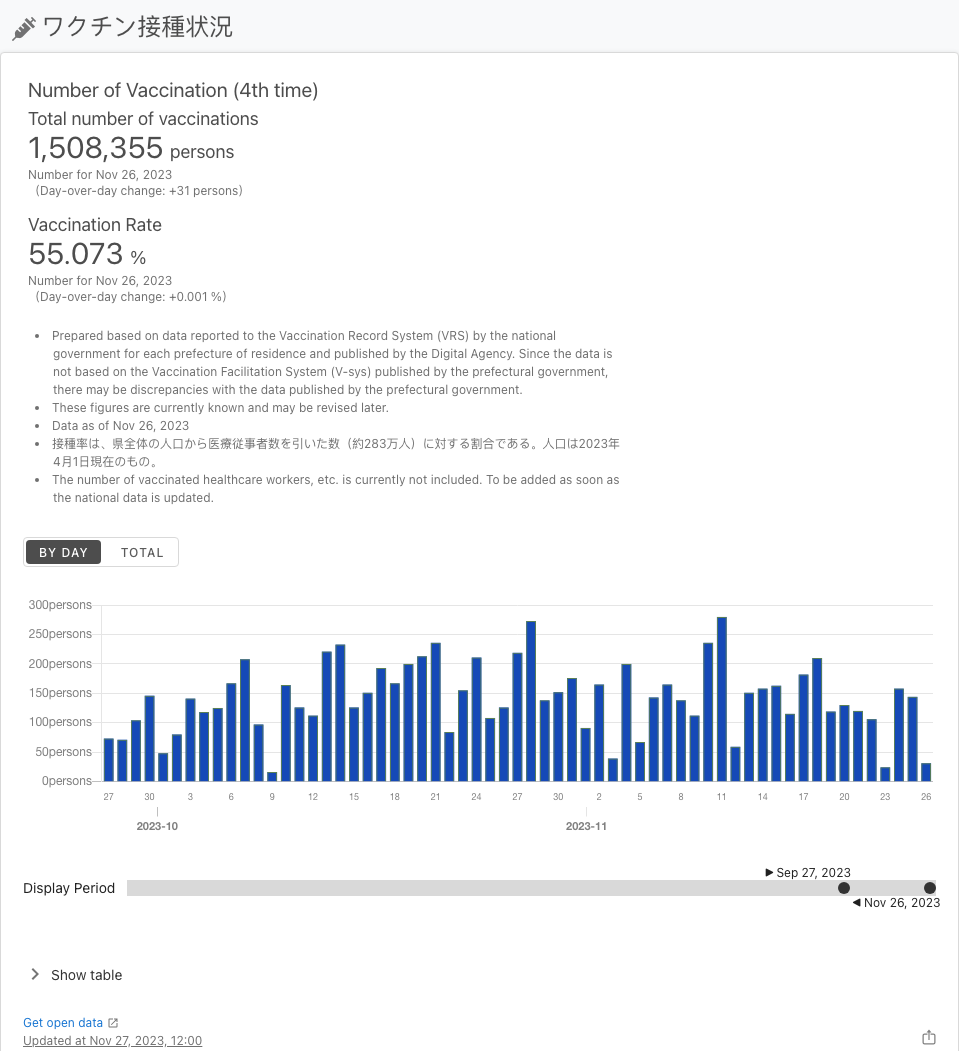 ワクチン接種状況
Number of Vaccination (4th time)
Total number of vaccinations
1,508,355 persons
Number for Nov 26, 2023
(Day-over-day change: +31 persons)
Vaccination Rate
55.073 %
Number for Nov 26, 2023
(Day-over-day change: +0.001 %)
• Prepared based on data reported to the Vaccination Record System (VRS) by the national
government for each prefecture of residence and published by the Digital Agency. Since the data is
not based on the Vaccination Facilitation System (V-sys) published by the prefectural government,
there may be discrepancies with the data published by the prefectural government.
• These figures are currently known and may be revised later.
• Data as of Nov 26, 2023
• 接種率は、県全体の人口から医療従事者数を引いた数（約283万人）に対する割合である。人口は2023年
4月1日現在のもの。
• The number of vaccinated healthcare workers, etc. is currently not included. To be added as soon as
the national data is updated.
BY DAY TOTAL
300persons
250persons
200persons
150persons
100persons
50persons
0persons
27 30 3 6 9 12 15 18 21 24 27 30 2 5 8 11 14 17 20 23 26
2023-10 2023-11
Sep 27, 2023
Display Period
Nov 26, 2023
Show table
Get open data
Updated at Nov 27, 2023, 12:00